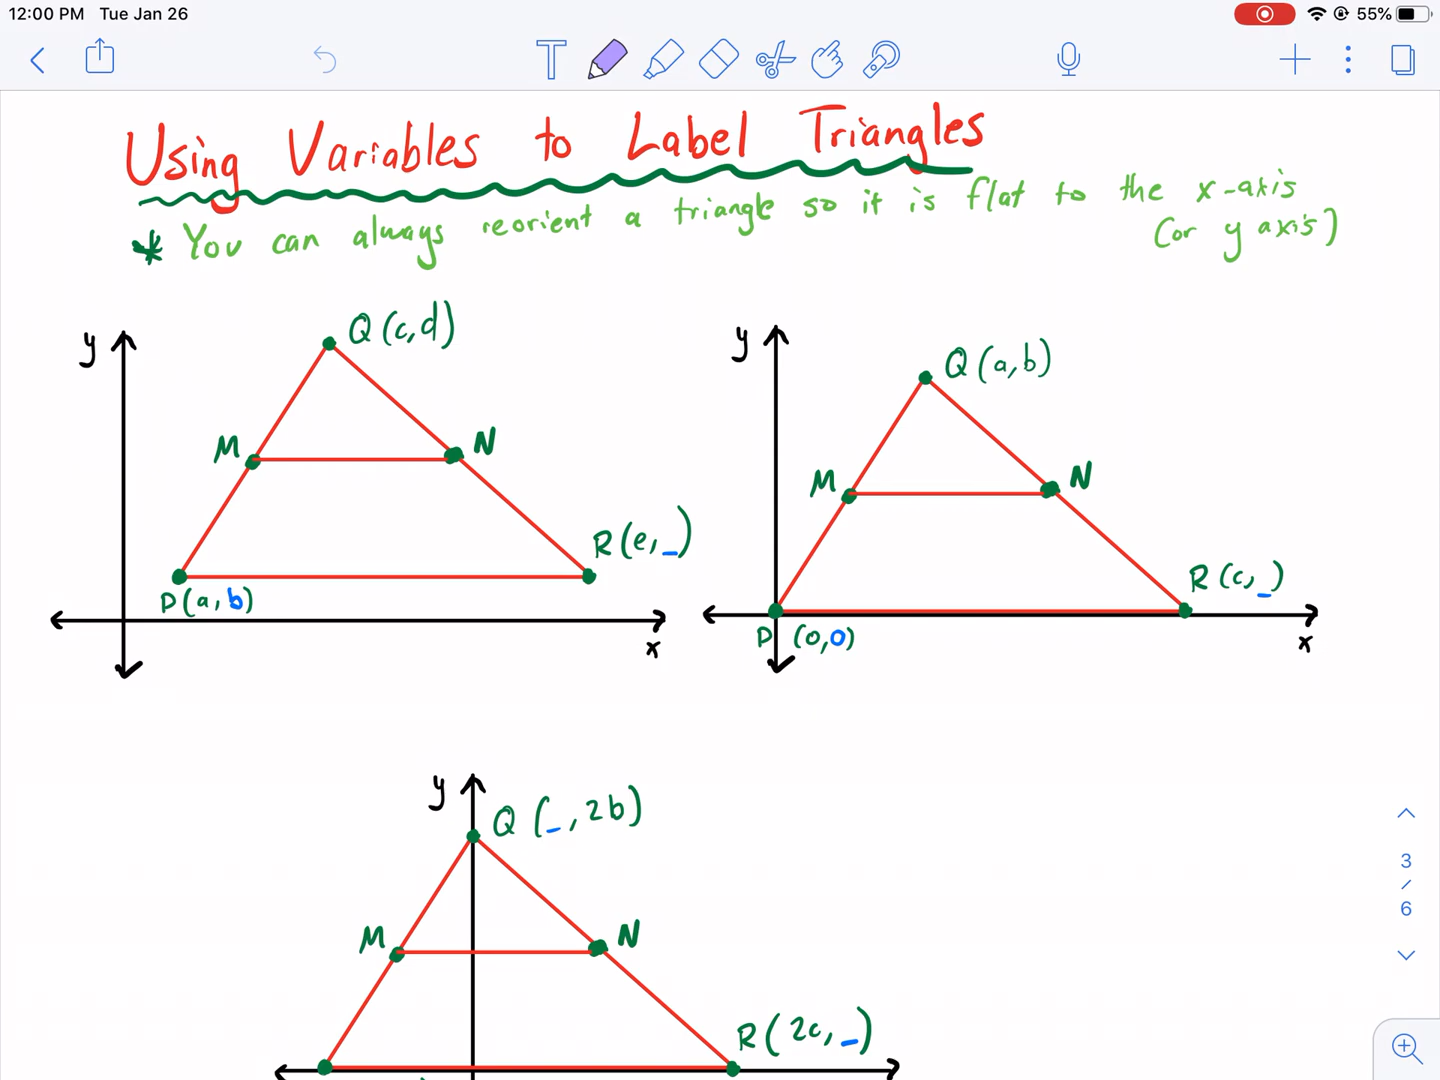 12:00 PM Tue Jan 26
55%
T
Using Variables to Label Triangles
* You can always reorient a triangle so it is flat to the x-axis
(or y axis)
y
Q (c,d)
M
N
R (e, _)
D (a, b)
x
y
Q (a,b)
M
N
R (c, _)
D (0,0)
x
y
Q (_, 2b)
M
N
R (2c, _)
3
/
6